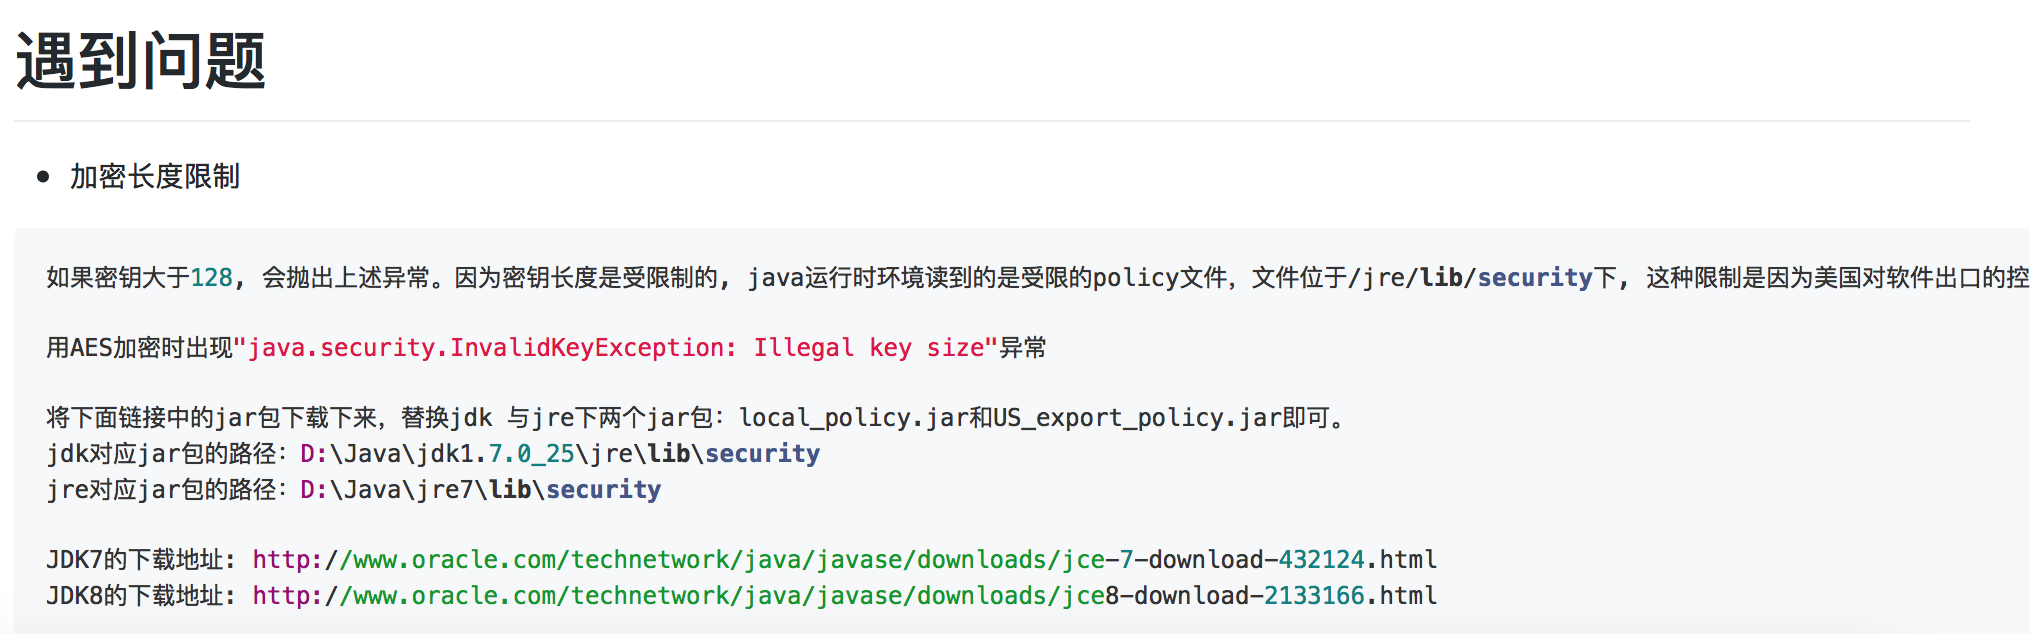 遇到问题
加密长度限制
如果密钥大于128, 会抛出上述异常。因为密钥长度是受限制的, java运行时环境读到的是受限的policy文件，文件位于/jre/lib/security下, 这种限制是因为美国对软件出口的控
用AES加密时出现"java.security.InvalidKeyException: Illegal key size"异常
将下面链接中的jar包下载下来，替换jdk 与jre下两个jar包：local_policy.jar和US_export_policy.jar即可。
jdk对应jar包的路径：D:\Java\jdk1.7.0_25\jre\lib\security
jre对应jar包的路径：D:\Java\jre7\lib\security
JDK7的下载地址: http://www.oracle.com/technetwork/java/javase/downloads/jce-7-download-432124.html
JDK8的下载地址: http://www.oracle.com/technetwork/java/javase/downloads/jce8-download-2133166.html